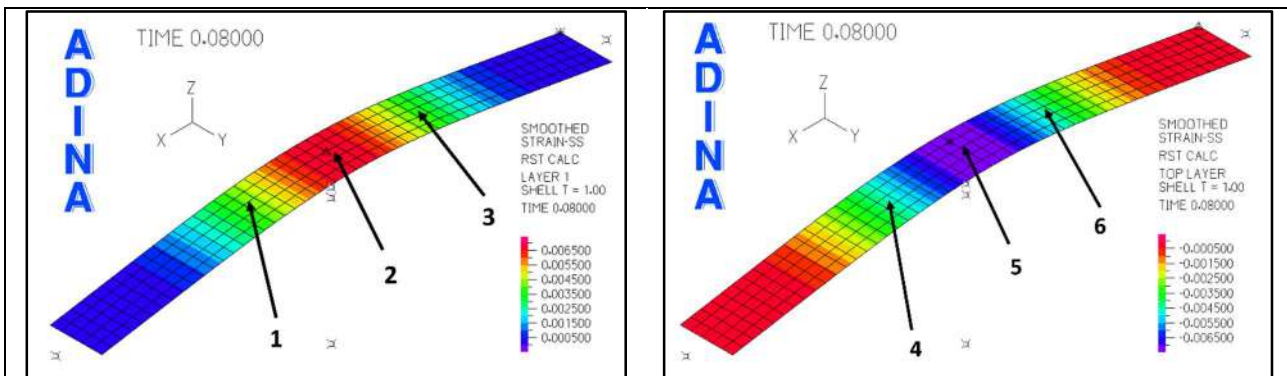 ADINA
TIME 0.08000
Z
X
Y
SMOOTHED
STRAIN-SS
RST CALC
LAYER 1
SHELL T = 1.00
TIME 0.08000
0.006500
0.005500
0.004500
0.003500
0.002500
0.001500
0.000500
1
2
3
ADINA
TIME 0.08000
Z
X
Y
SMOOTHED
STRAIN-SS
RST CALC
TOP LAYER
SHELL T = 1.00
TIME 0.08000
-0.000500
-0.001500
-0.002500
-0.003500
-0.004500
-0.005500
-0.006500
4
5
6